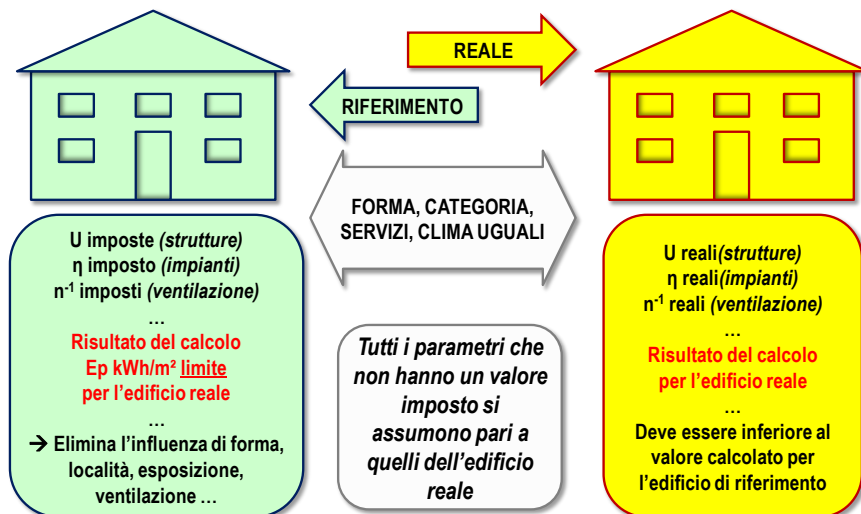 REALE
RIFERIMENTO
FORMA, CATEGORIA,
SERVIZI, CLIMA UGUALI
U imposte (strutture)
η imposto (impianti)
n⁻¹ imposti (ventilazione)
…
Risultato del calcolo
Ep kWh/m² limite
per l'edificio reale
…
→ Elimina l'influenza di forma,
località, esposizione,
ventilazione …
Tutti i parametri che
non hanno un valore
imposto si
assumono pari a
quelli dell'edificio
reale
U reali(strutture)
η reali(impianti)
n⁻¹ reali (ventilazione)
…
Risultato del calcolo
per l'edificio reale
…
Deve essere inferiore al
valore calcolato per
l'edificio di riferimento